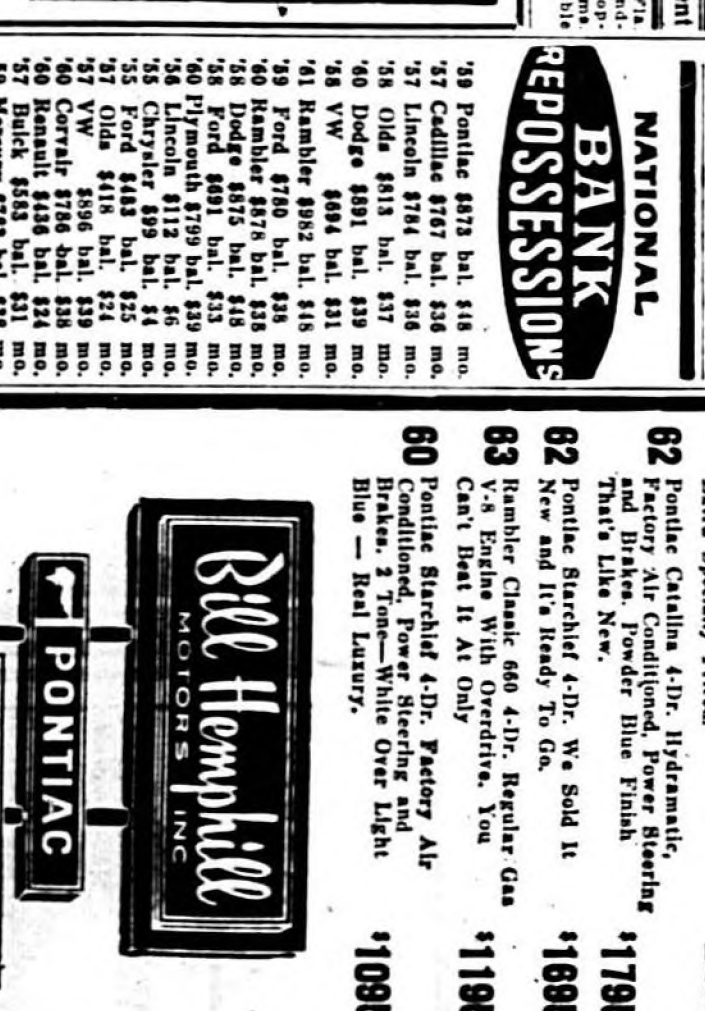 NATIONAL
BANK
REPOSSESSIONS
'59 Pontiac $873 bal. $48 mo.
'57 Cadillac $767 bal. $36 mo.
'57 Lincoln $784 bal. $36 mo.
'58 Olds $813 bal. $37 mo.
'60 Dodge $891 bal. $39 mo.
'58 VW $694 bal. $31 mo.
'61 Rambler $982 bal. $48 mo.
'59 Ford $780 bal. $38 mo.
'60 Rambler $878 bal. $38 mo.
'58 Dodge $875 bal. $48 mo.
'58 Ford $691 bal. $33 mo.
'60 Plymouth $799 bal. $39 mo.
'56 Lincoln $112 bal. $6 mo.
'55 Chrysler $99 bal. $4 mo.
'55 Ford $483 bal. $25 mo.
'57 Olds $418 bal. $24 mo.
'57 VW $896 bal. $39 mo.
'60 Corvair $786 bal $38 mo.
'60 Renault $436 bal. $24 mo.
'57 Buick $583 bal. $31 mo.
62 Pontiac Catalina 4-Dr. Hydramatic,
Factory Air Conditioned, Power Steering
and Brakes. Powder Blue Finish
That's Like New. $179
62 Pontiac Starchief 4-Dr. We Sold It
New and It's Ready To Go. $169
63 Rambler Classic 660 4-Dr. Regular Gas
V-8 Engine With Overdrive. You
Can't Beat It At Only $119
60 Pontiac Starchief 4-Dr. Factory Air
Conditioned, Power Steering and
Brakes. 2 Tone—White Over Light
Blue — Real Luxury. $109
Bill Hemphill
MOTORS INC
PONTIAC